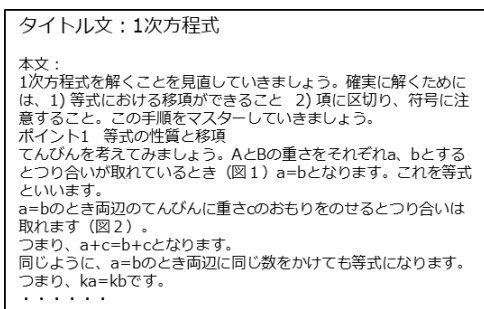 タイトル文：1次方程式
本文：
1次方程式を解くことを見直していきましょう。確実に解くために
は、1) 等式における移項ができること　2) 項に区切り、符号に注
意すること。この手順をマスターしていきましょう。
ポイント1　等式の性質と移項
てんびんを考えてみましょう。AとBの重さをそれぞれa、bとする
とつり合いが取れているとき（図１）a=bとなります。これを等式
といいます。
a=bのとき両辺のてんびんに重さcのおもりをのせるとつり合いは
取れます（図２）。
つまり、a+c=b+cとなります。
同じように、a=bのとき両辺に同じ数をかけても等式になります。
つまり、ka=kbです。
・・・・・・